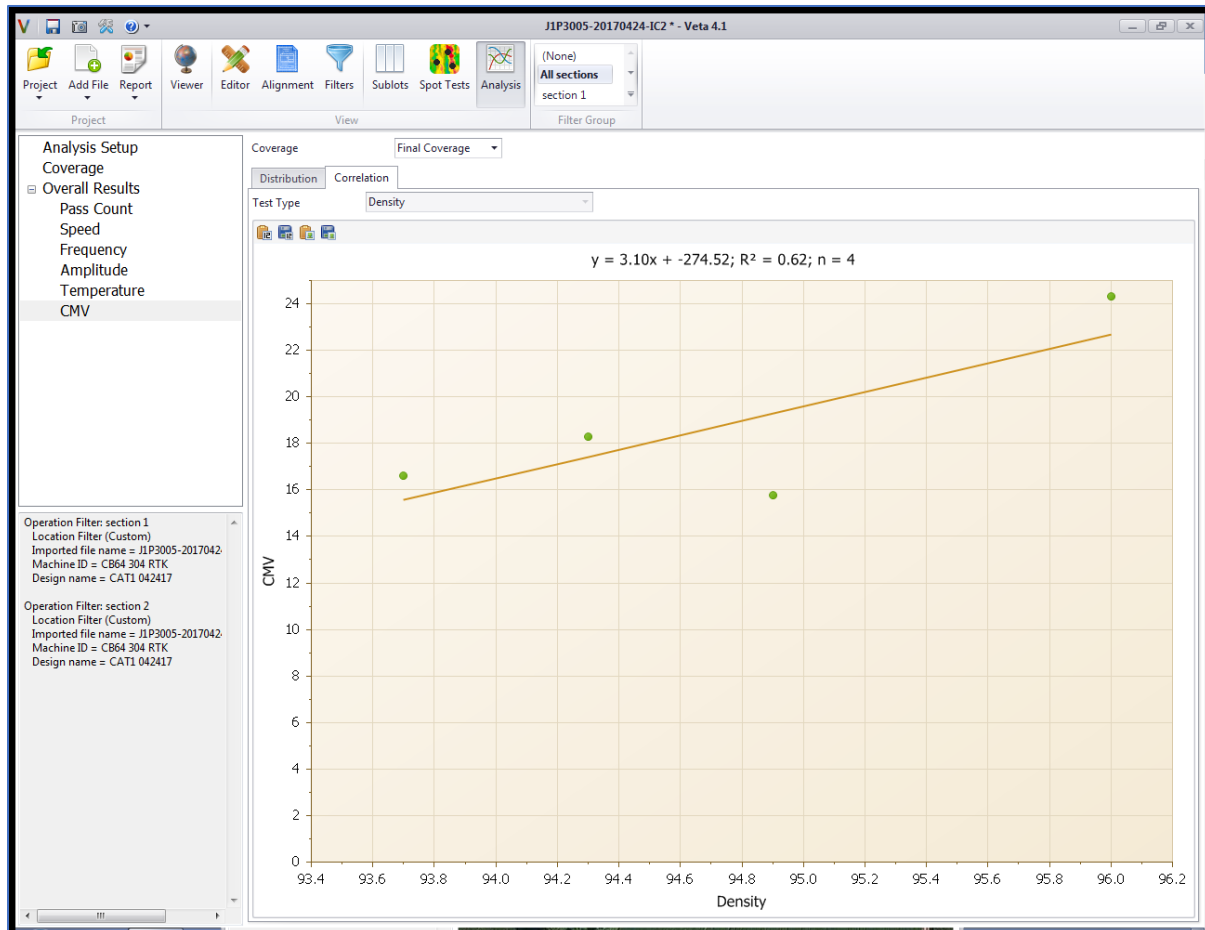 J1P3005-20170424-IC2 * - Veta 4.1
Project Add File Report Viewer Editor Alignment Filters Sublots Spot Tests Analysis
(None)
All sections
section 1
Project View Filter Group
Analysis Setup
Coverage
Overall Results
Pass Count
Speed
Frequency
Amplitude
Temperature
CMV
Operation Filter: section 1
Location Filter (Custom)
Imported file name = J1P3005-2017042
Machine ID = CB64 304 RTK
Design name = CAT1 042417
Operation Filter: section 2
Location Filter (Custom)
Imported file name = J1P3005-2017042
Machine ID = CB64 304 RTK
Design name = CAT1 042417
Coverage Final Coverage
Distribution Correlation
Test Type Density
y = 3.10x + -274.52; R² = 0.62; n = 4
24
22
20
18
16
14
12
10
8
6
4
2
0
CMV
93.4 93.6 93.8 94.0 94.2 94.4 94.6 94.8 95.0 95.2 95.4 95.6 95.8 96.0 96.2
Density